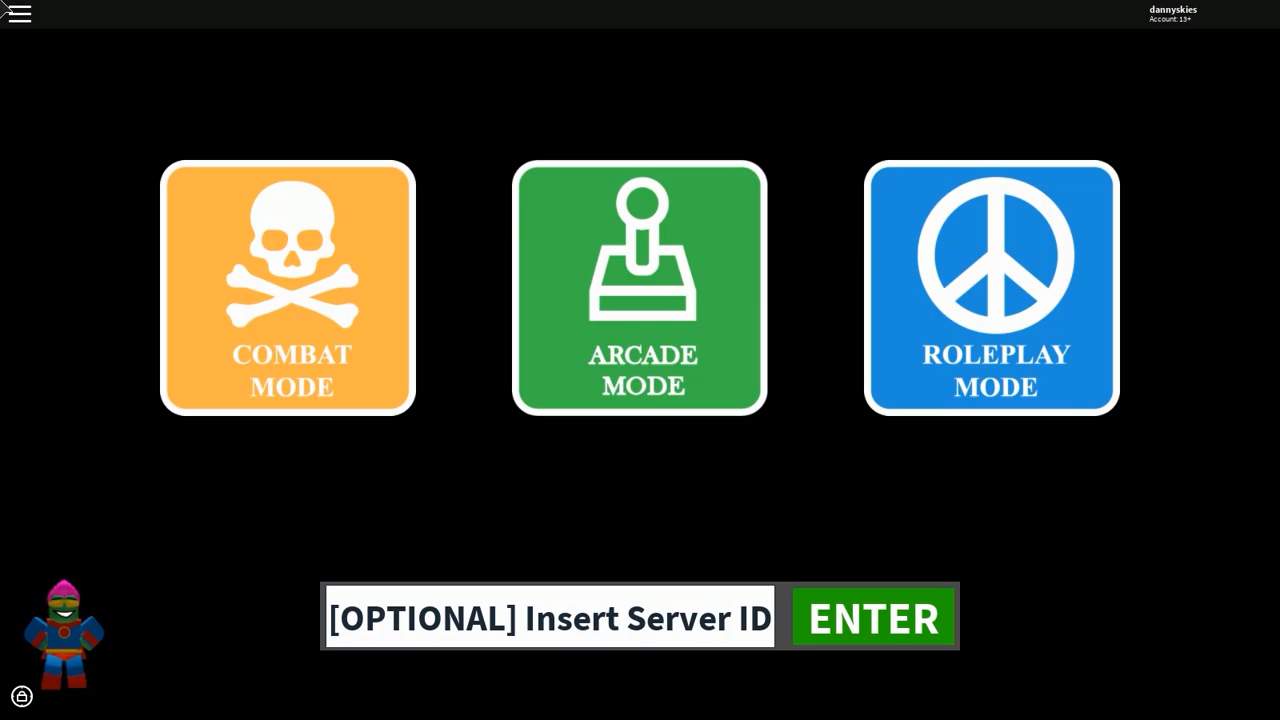 dannyskies
Account: 13+
COMBAT
MODE
ARCADE
MODE
ROLEPLAY
MODE
[OPTIONAL] Insert Server ID
ENTER